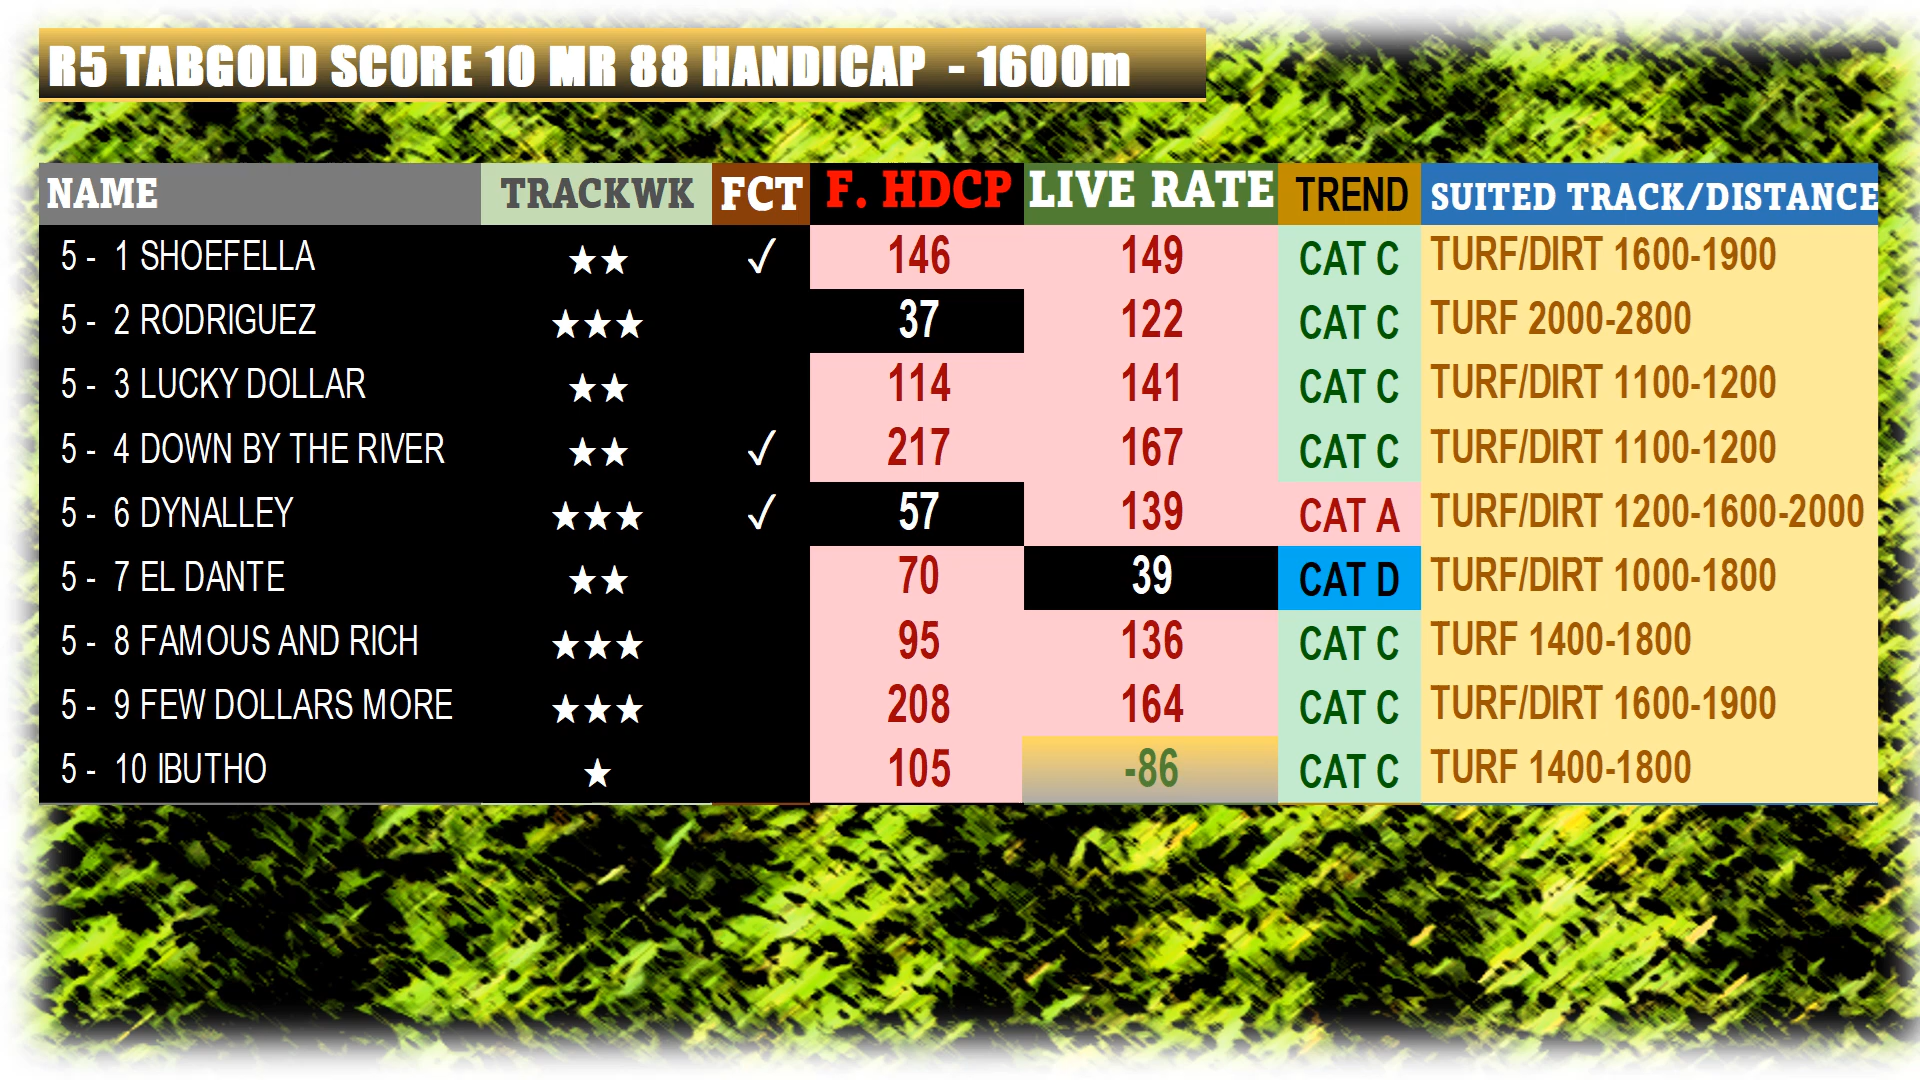 R5 TABGOLD SCORE 10 MR 88 HANDICAP - 1600m
NAME TRACKWK FCT F. HDCP LIVE RATE TREND SUITED TRACK/DISTANCE
5 - 1 SHOEFELLA ★★ ✓ 146 149 CAT C TURF/DIRT 1600-1900
5 - 2 RODRIGUEZ ★★★ 37 122 CAT C TURF 2000-2800
5 - 3 LUCKY DOLLAR ★★ 114 141 CAT C TURF/DIRT 1100-1200
5 - 4 DOWN BY THE RIVER ★★ ✓ 217 167 CAT C TURF/DIRT 1100-1200
5 - 6 DYNALLEY ★★★ ✓ 57 139 CAT A TURF/DIRT 1200-1600-2000
5 - 7 EL DANTE ★★ 70 39 CAT D TURF/DIRT 1000-1800
5 - 8 FAMOUS AND RICH ★★★ 95 136 CAT C TURF 1400-1800
5 - 9 FEW DOLLARS MORE ★★★ 208 164 CAT C TURF/DIRT 1600-1900
5 - 10 IBUTHO ★ 105 -86 CAT C TURF 1400-1800